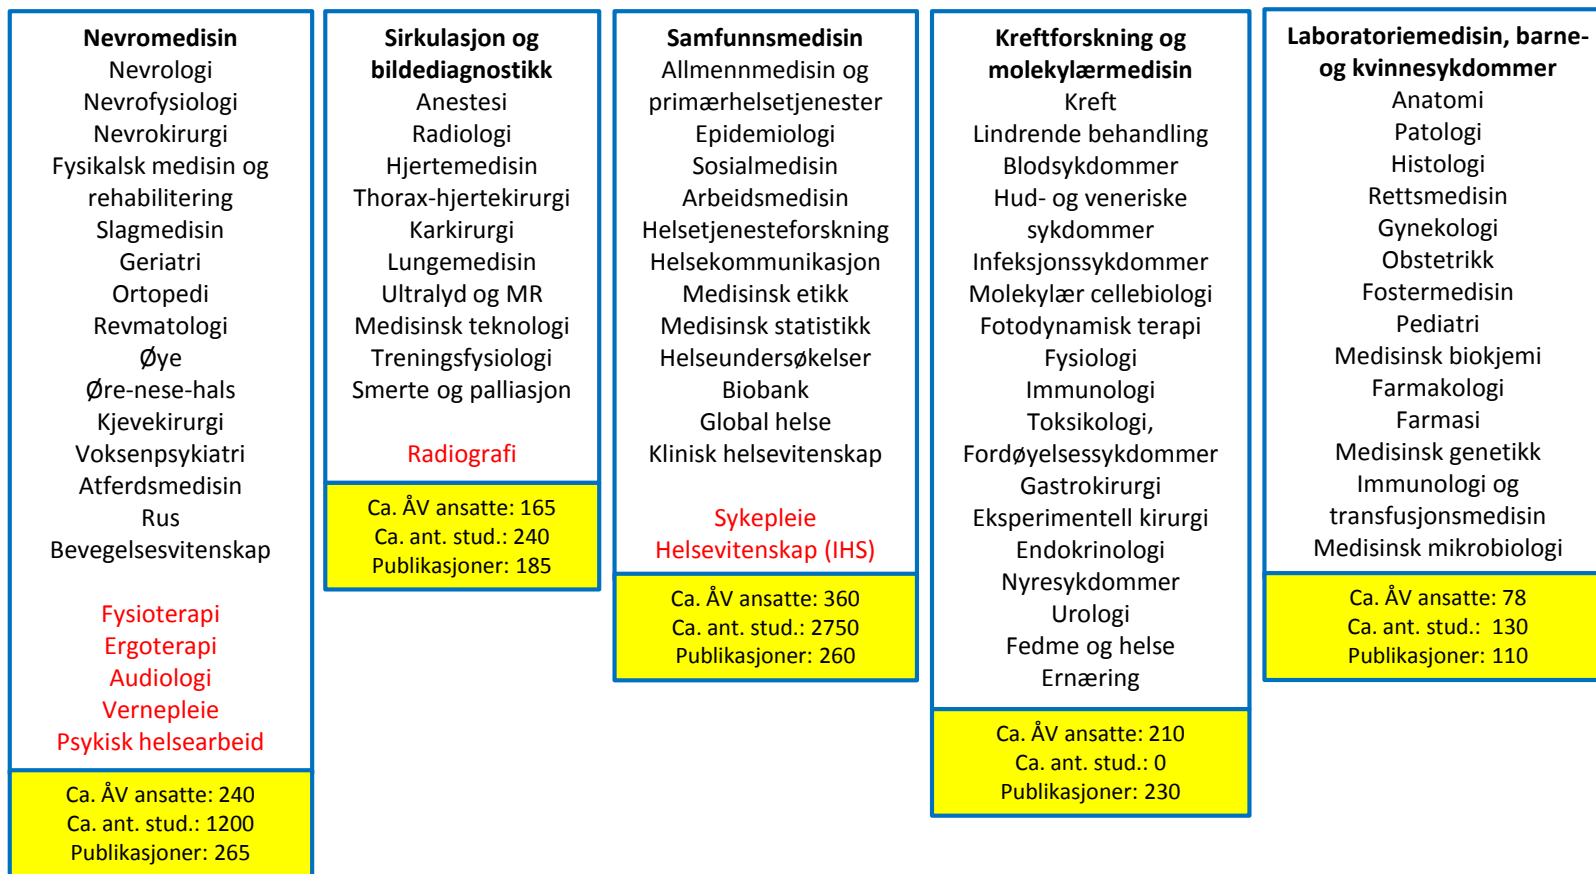 Nevromedisin
Nevrologi
Nevrofysiologi
Nevrokirurgi
Fysikalsk medisin og
rehabilitering
Slagmedisin
Geriatri
Ortopedi
Revmatologi
Øye
Øre-nese-hals
Kjevekirurgi
Voksenpsykiatri
Atferdsmedisin
Rus
Bevegelsesvitenskap
Fysioterapi
Ergoterapi
Audiologi
Vernepleie
Psykisk helsearbeid
Ca. ÅV ansatte: 240
Ca. ant. stud.: 1200
Publikasjoner: 265
Sirkulasjon og
bildediagnostikk
Anestesi
Radiologi
Hjertemedisin
Thorax-hjertekirurgi
Karkirurgi
Lungemedisin
Ultralyd og MR
Medisinsk teknologi
Treningsfysiologi
Smerte og palliasjon
Radiografi
Ca. ÅV ansatte: 165
Ca. ant. stud.: 240
Publikasjoner: 185
Samfunnsmedisin
Allmennmedisin og
primærhelsetjenester
Epidemiologi
Sosialmedisin
Arbeidsmedisin
Helsetjenesteforskning
Helsekommunikasjon
Medisinsk etikk
Medisinsk statistikk
Helseundersøkelser
Biobank
Global helse
Klinisk helsevitenskap
Sykepleie
Helsevitenskap (IHS)
Ca. ÅV ansatte: 360
Ca. ant. stud.: 2750
Publikasjoner: 260
Kreftforskning og
molekylærmedisin
Kreft
Lindrende behandling
Blodsykdommer
Hud- og veneriske
sykdommer
Infeksjonssykdommer
Molekylær cellebiologi
Fotodynamisk terapi
Fysiologi
Immunologi
Toksikologi,
Fordøyelsessykdommer
Gastrokirurgi
Eksperimentell kirurgi
Endokrinologi
Nyresykdommer
Urologi
Fedme og helse
Ernæring
Ca. ÅV ansatte: 210
Ca. ant. stud.: 0
Publikasjoner: 230
Laboratoriemedisin, barne-
og kvinnesykdommer
Anatomi
Patologi
Histologi
Rettsmedisin
Gynekologi
Obstetrikk
Fostermedisin
Pediatri
Medisinsk biokjemi
Farmakologi
Farmasi
Medisinsk genetikk
Immunologi og
transfusjonsmedisin
Medisinsk mikrobiologi
Ca. ÅV ansatte: 78
Ca. ant. stud.: 130
Publikasjoner: 110